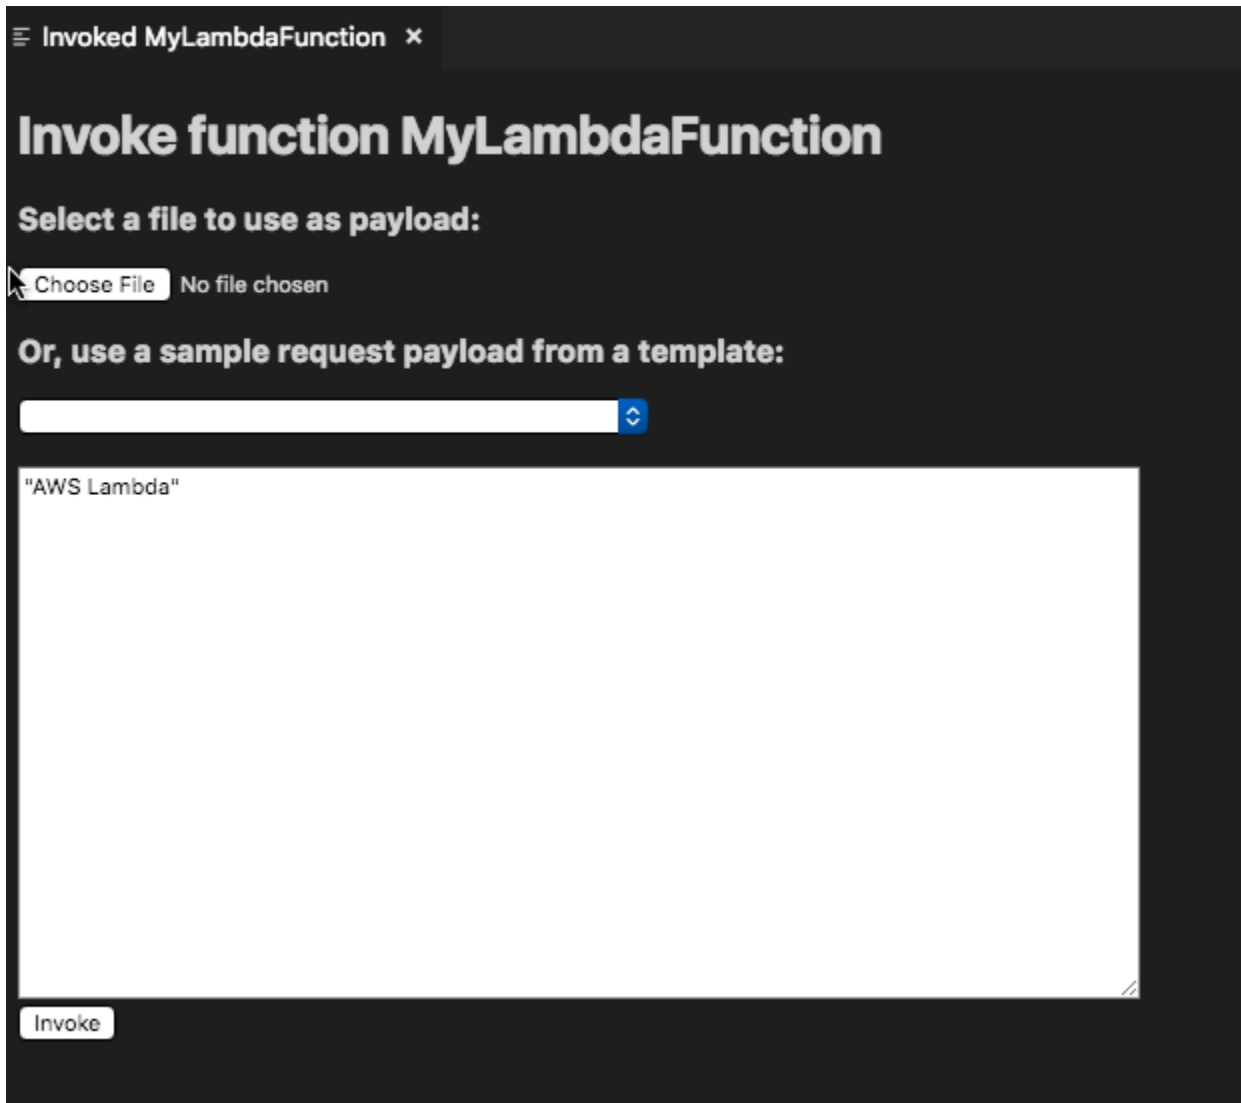 Invoked MyLambdaFunction
Invoke function MyLambdaFunction
Select a file to use as payload:
Choose File No file chosen
Or, use a sample request payload from a template:
"AWS Lambda"
Invoke